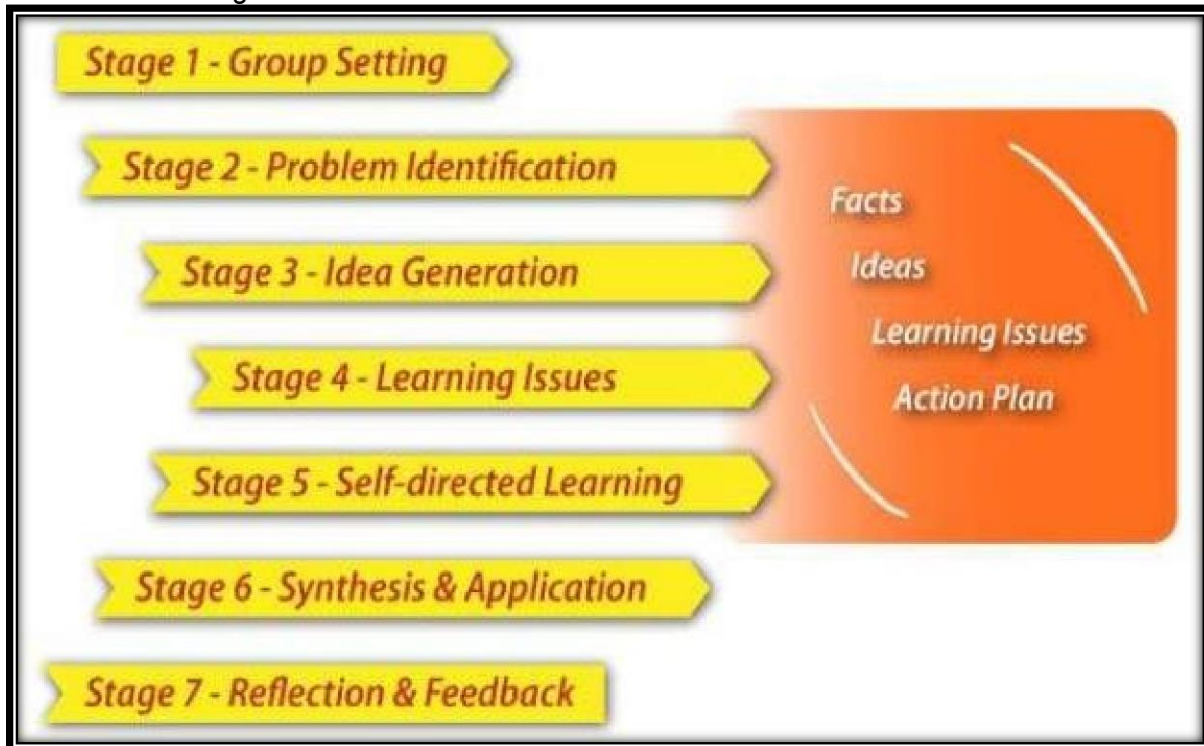 Stage 1 - Group Setting
Stage 2 - Problem Identification
Stage 3 - Idea Generation
Stage 4 - Learning Issues
Stage 5 - Self-directed Learning
Stage 6 - Synthesis & Application
Stage 7 - Reflection & Feedback
Facts
Ideas
Learning Issues
Action Plan